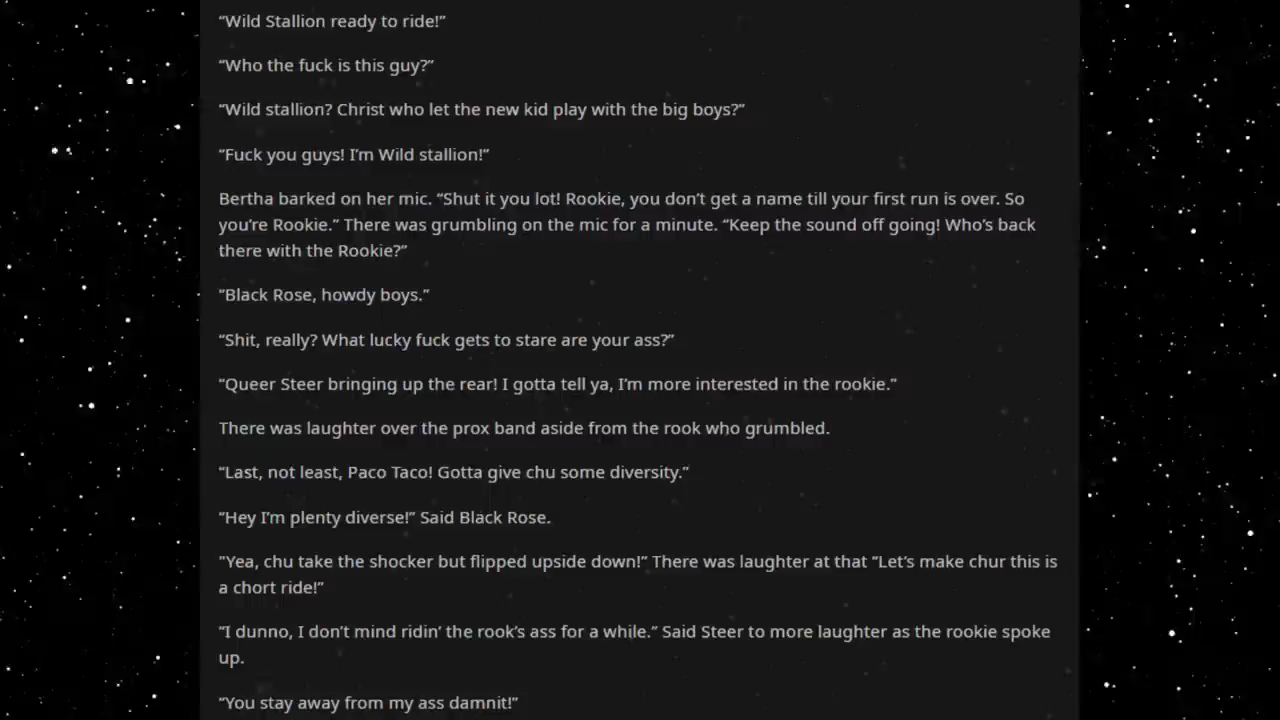 “Wild Stallion ready to ride!”
“Who the fuck is this guy?”
“Wild stallion? Christ who let the new kid play with the big boys?”
“Fuck you guys! I’m Wild stallion!”
Bertha barked on her mic. “Shut it you lot! Rookie, you don’t get a name till your first run is over. So
you’re Rookie.” There was grumbling on the mic for a minute. “Keep the sound off going! Who’s back
there with the Rookie?”
“Black Rose, howdy boys.”
“Shit, really? What lucky fuck gets to stare are your ass?”
“Queer Steer bringing up the rear! I gotta tell ya, I’m more interested in the rookie.”
There was laughter over the prox band aside from the rook who grumbled.
“Last, not least, Paco Taco! Gotta give chu some diversity.”
“Hey I’m plenty diverse!” Said Black Rose.
“Yea, chu take the shocker but flipped upside down!” There was laughter at that “Let’s make chur this is
a chort ride!”
“I dunno, I don’t mind ridin’ the rook’s ass for a while.” Said Steer to more laughter as the rookie spoke
up.
“You stay away from my ass damnit!”